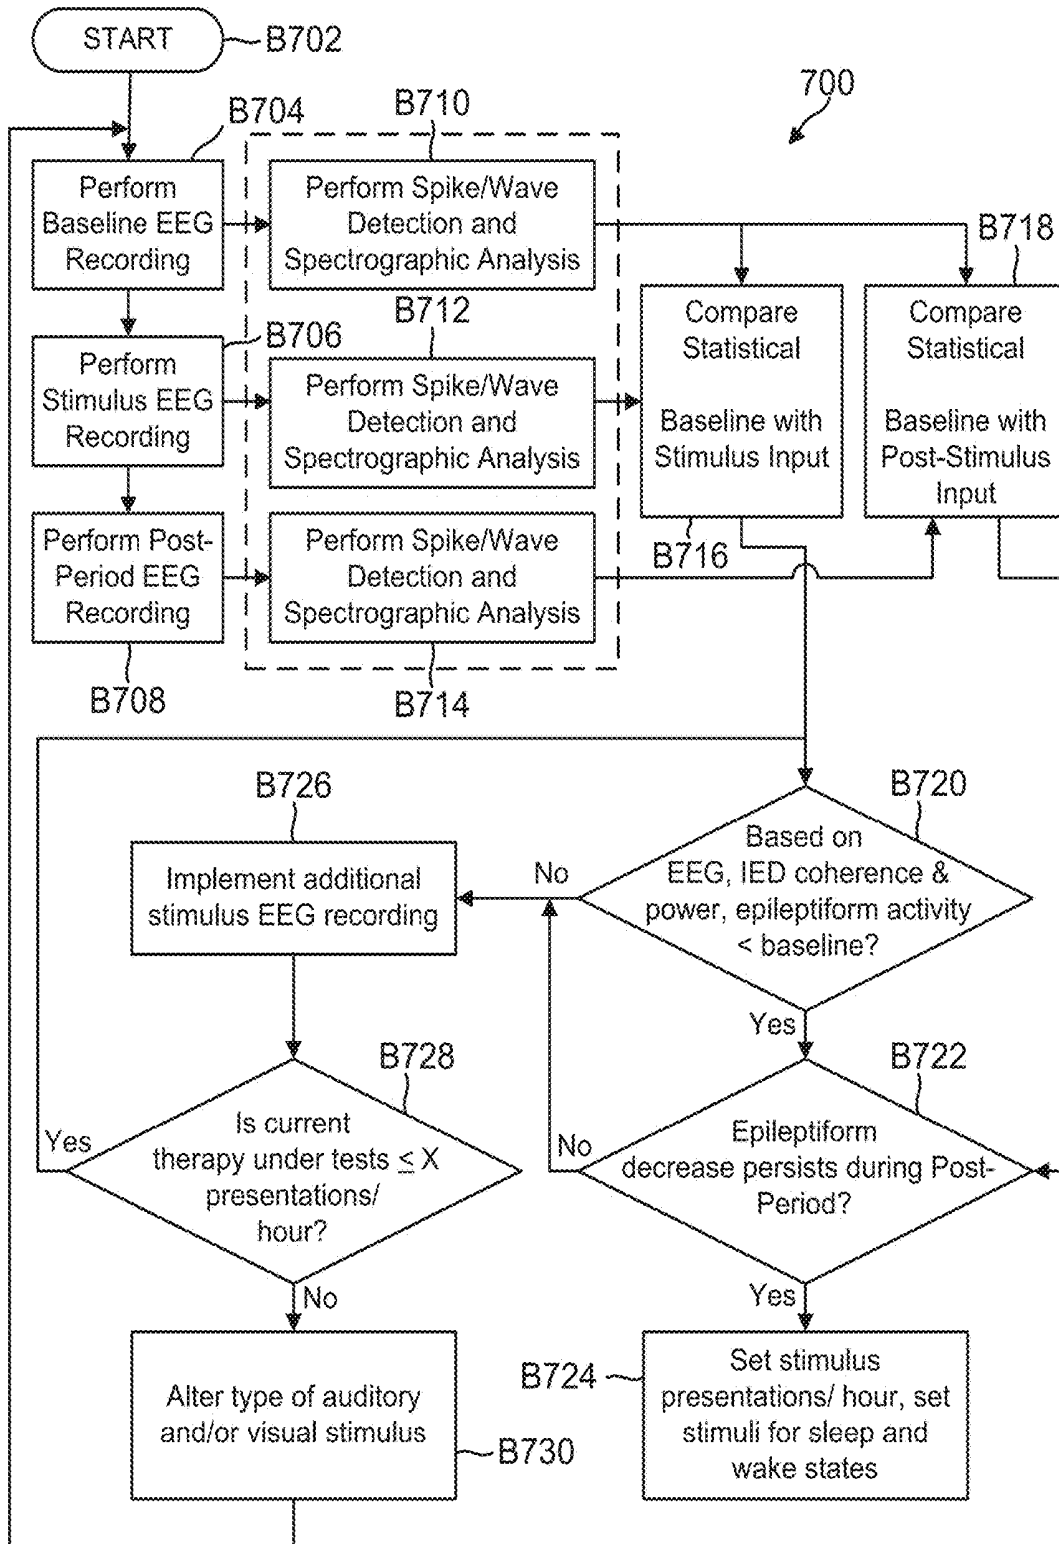 START
B702
700
B704
B710
Perform
Baseline EEG
Recording
Perform Spike/Wave
Detection and
Spectrographic Analysis
B718
B706
B712
Perform
Stimulus EEG
Recording
Perform Spike/Wave
Detection and
Spectrographic Analysis
Compare
Statistical
Baseline with
Stimulus Input
Compare
Statistical
Baseline with
Post-Stimulus
Input
B716
Perform Post-
Period EEG
Recording
Perform Spike/Wave
Detection and
Spectrographic Analysis
B708
B714
B726
B720
Implement additional
stimulus EEG recording
No
Based on
EEG, IED coherence &
power, epileptiform activity
< baseline?
Yes
B728
B722
Yes
Is current
therapy under tests ≤ X
presentations/
hour?
No
Epileptiform
decrease persists during Post-
Period?
No
Yes
Alter type of auditory
and/or visual stimulus
B730
B724
Set stimulus
presentations/ hour, set
stimuli for sleep and
wake states